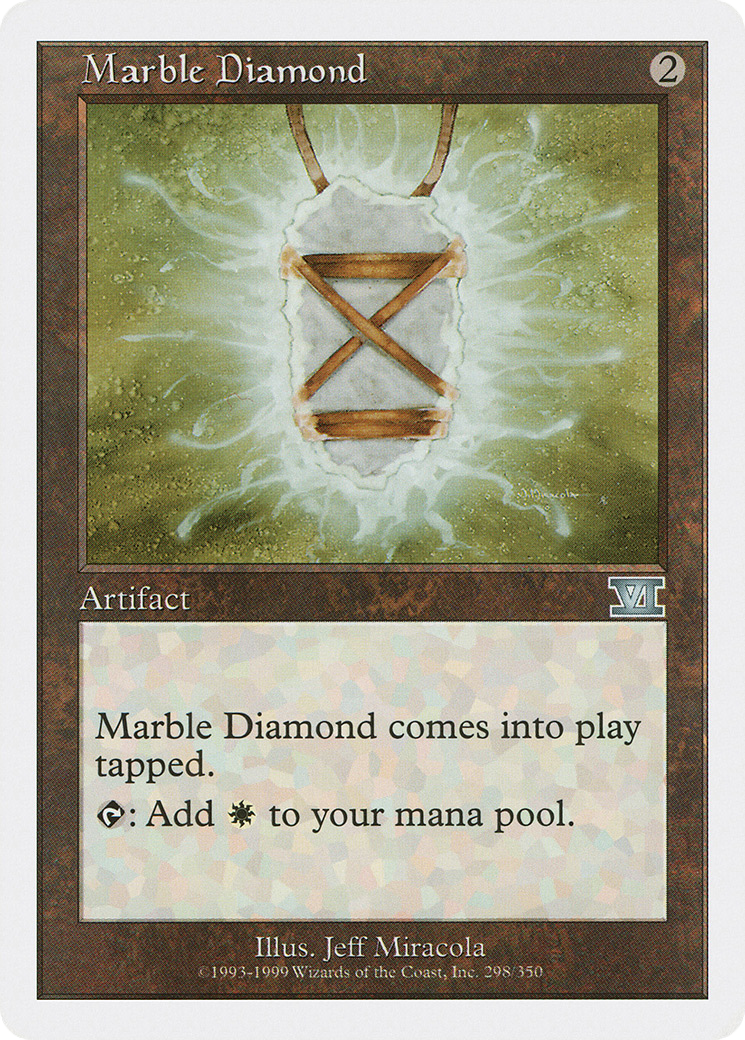 Marble Diamond 2
Artifact VI
Marble Diamond comes into play
tapped.
: Add to your mana pool.
Illus. Jeff Miracola
©1993-1999 Wizards of the Coast, Inc. 298/350